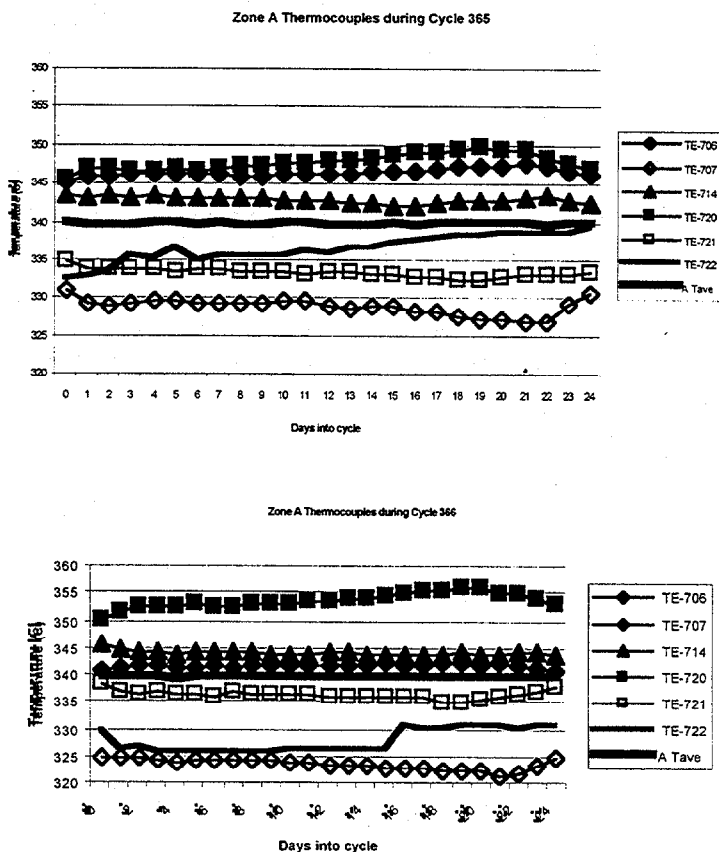 Zone A Thermocouples during Cycle 365
360
355
350
345
340
335
330
325
320
0 1 2 3 4 5 6 7 8 9 10 11 12 13 14 15 16 17 18 19 20 21 22 23 24
Days into cycle
TE-706
TE-707
TE-714
TE-720
TE-721
TE-722
A Tave
Zone A Thermocouples during Cycle 366
Temperature
360
355
350
345
340
335
330
325
320
Days into cycle
TE-706
TE-707
TE-714
TE-720
TE-721
TE-722
A Tave